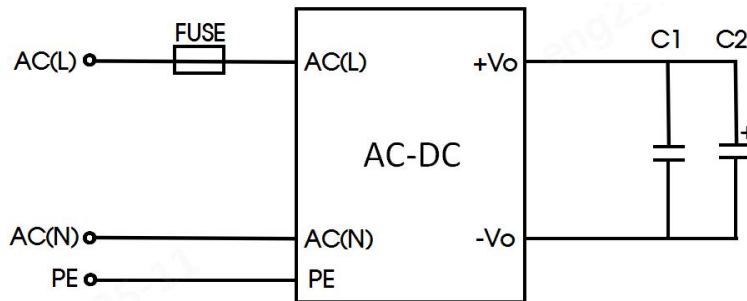 FUSE
C1 C2
AC(L) AC(L) +Vo
+
AC-DC
AC(N) AC(N) -Vo
PE PE